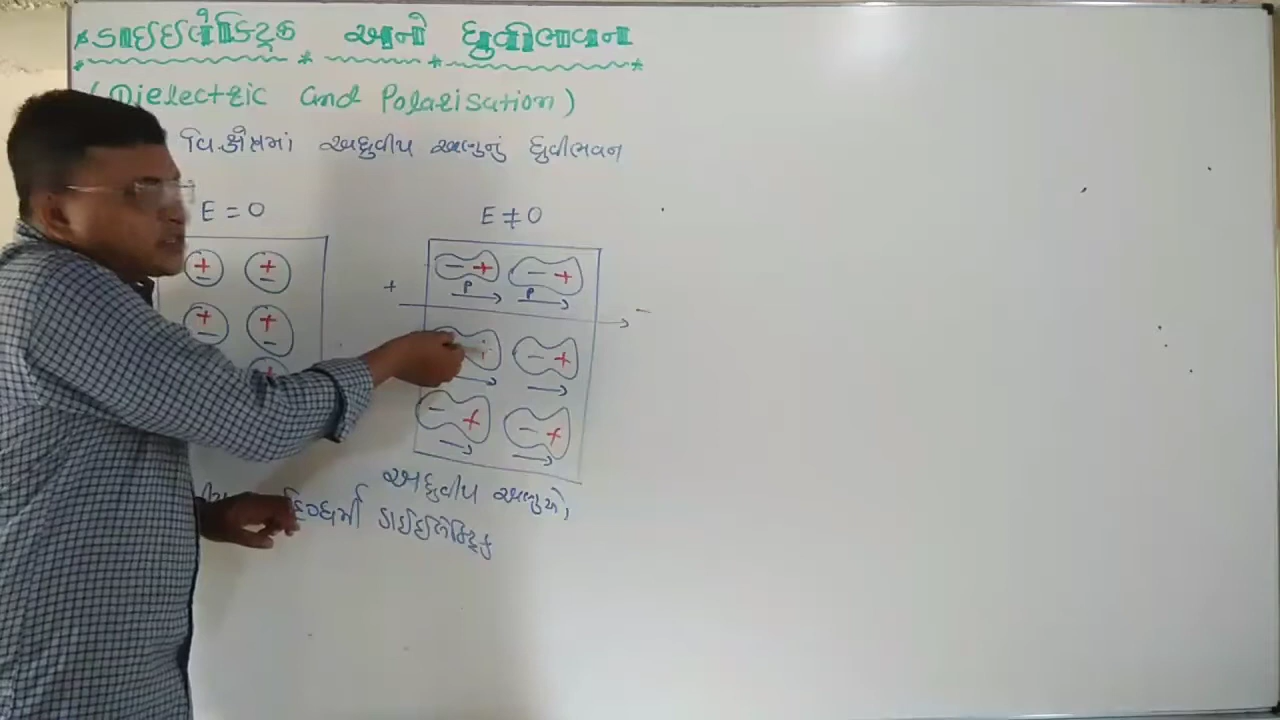 ડાઇઇલેક્ટ્રિક અને ધ્રુવીભવન
(Dielectric and Polarisation)
વિ.ક્ષેત્રમાં અધ્રુવીય અણુનું ધ્રુવીભવન
E = 0 E ≠ 0
+ + - + - +
- - P P
+ -
+ + - +
- -
+ - + - +
અધ્રુવીય અણુઓ,
ડાઇઇલેક્ટ્રિક